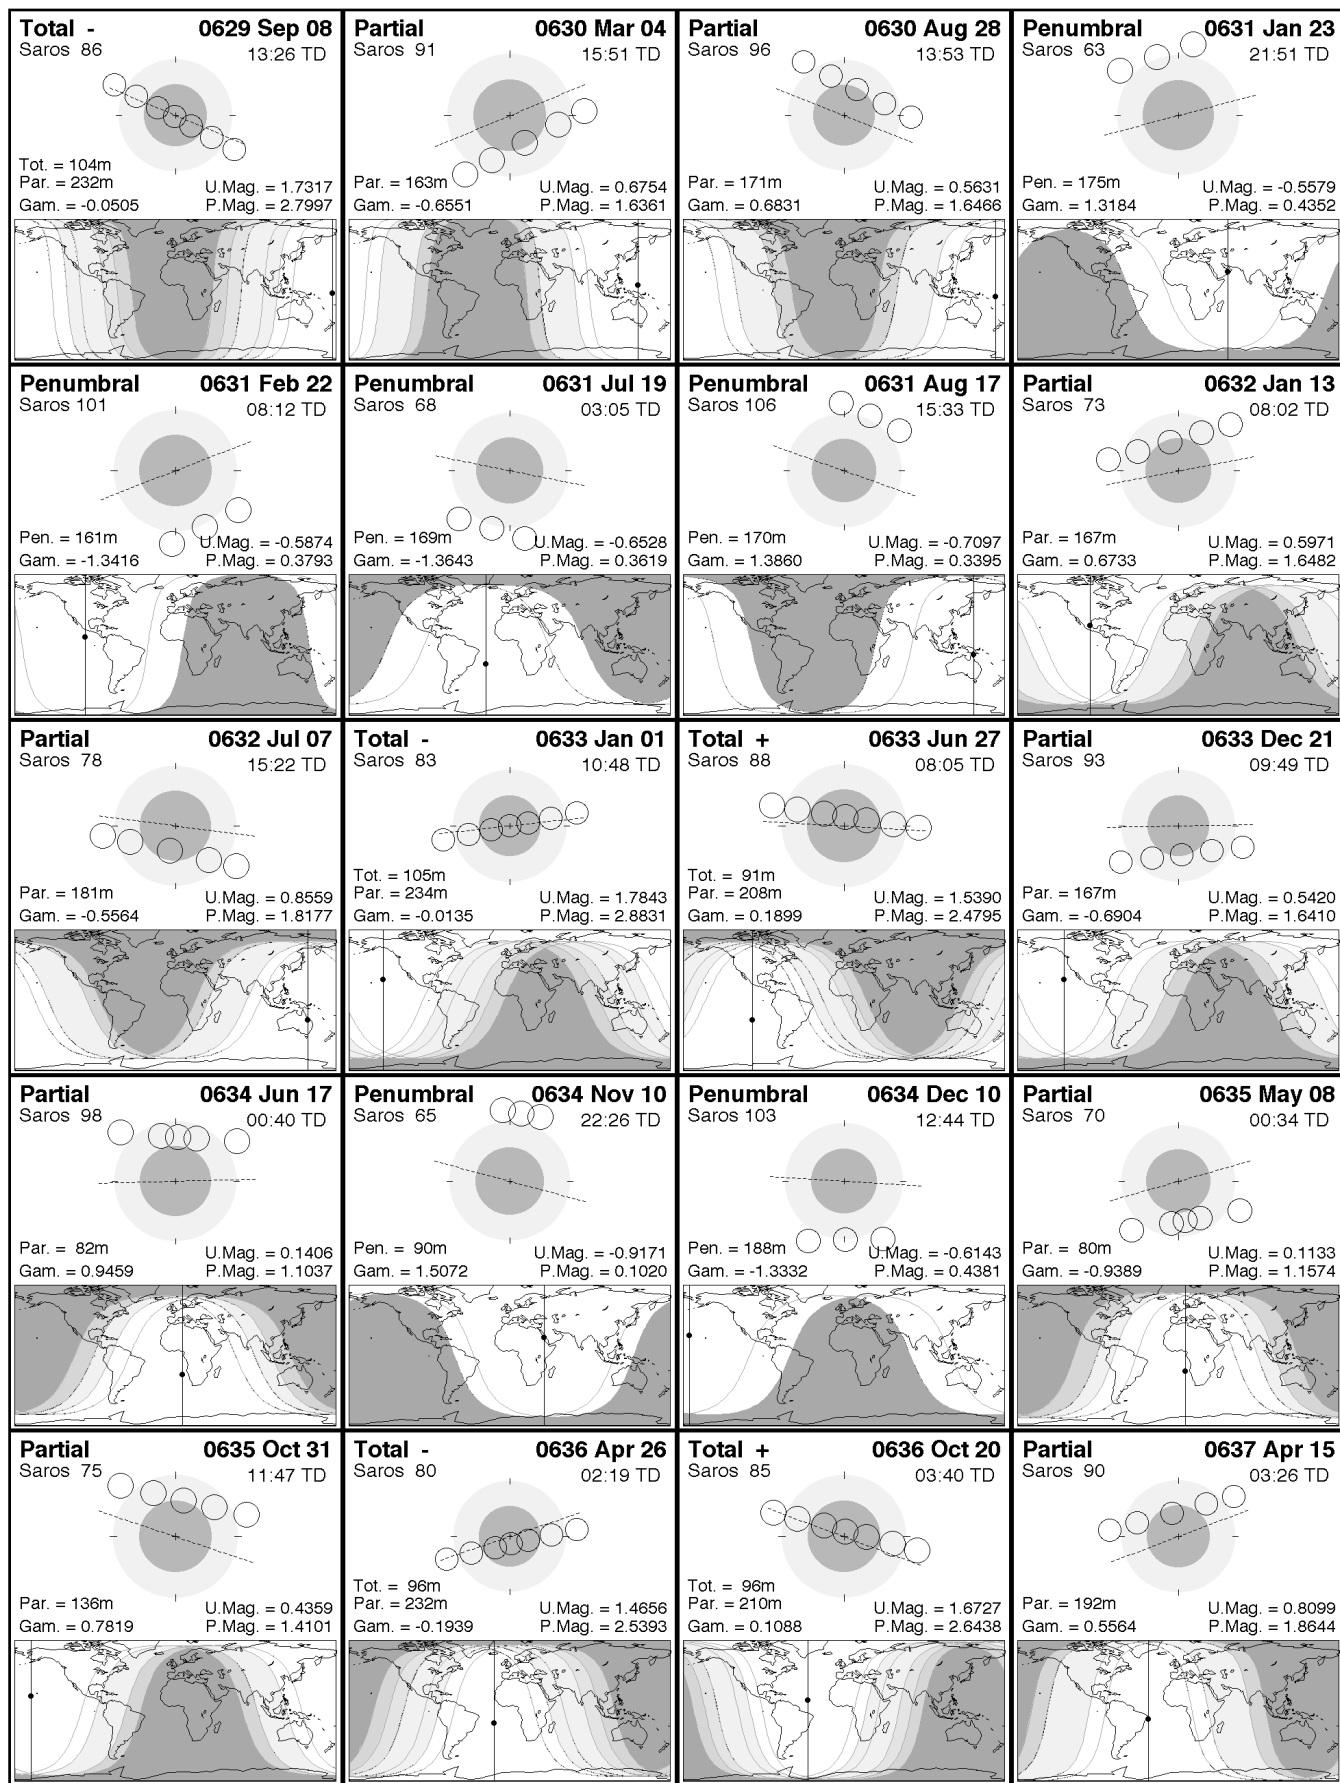 Total - 0629 Sep 08
Saros 86 13:26 TD
Tot. = 104m
Par. = 232m U.Mag. = 1.7317
Gam. = -0.0505 P.Mag. = 2.7997
Partial 0630 Mar 04
Saros 91 15:51 TD
Par. = 163m U.Mag. = 0.6754
Gam. = -0.6551 P.Mag. = 1.6361
Partial 0630 Aug 28
Saros 96 13:53 TD
Par. = 171m U.Mag. = 0.5631
Gam. = 0.6831 P.Mag. = 1.6466
Penumbral 0631 Jan 23
Saros 63 21:51 TD
Pen. = 175m U.Mag. = -0.5579
Gam. = 1.3184 P.Mag. = 0.4352
Penumbral 0631 Feb 22
Saros 101 08:12 TD
Pen. = 161m U.Mag. = -0.5874
Gam. = -1.3416 P.Mag. = 0.3793
Penumbral 0631 Jul 19
Saros 68 03:05 TD
Pen. = 169m U.Mag. = -0.6528
Gam. = -1.3643 P.Mag. = 0.3619
Penumbral 0631 Aug 17
Saros 106 15:33 TD
Pen. = 170m U.Mag. = -0.7097
Gam. = 1.3860 P.Mag. = 0.3395
Partial 0632 Jan 13
Saros 73 08:02 TD
Par. = 167m U.Mag. = 0.5971
Gam. = 0.6733 P.Mag. = 1.6482
Partial 0632 Jul 07
Saros 78 15:22 TD
Par. = 181m U.Mag. = 0.8559
Gam. = -0.5564 P.Mag. = 1.8177
Total - 0633 Jan 01
Saros 83 10:48 TD
Tot. = 105m
Par. = 234m U.Mag. = 1.7843
Gam. = -0.0135 P.Mag. = 2.8831
Total + 0633 Jun 27
Saros 88 08:05 TD
Tot. = 91m
Par. = 208m U.Mag. = 1.5390
Gam. = 0.1899 P.Mag. = 2.4795
Partial 0633 Dec 21
Saros 93 09:49 TD
Par. = 167m U.Mag. = 0.5420
Gam. = -0.6904 P.Mag. = 1.6410
Partial 0634 Jun 17
Saros 98 00:40 TD
Par. = 82m U.Mag. = 0.1406
Gam. = 0.9459 P.Mag. = 1.1037
Penumbral 0634 Nov 10
Saros 65 22:26 TD
Pen. = 90m U.Mag. = -0.9171
Gam. = 1.5072 P.Mag. = 0.1020
Penumbral 0634 Dec 10
Saros 103 12:44 TD
Pen. = 188m U.Mag. = -0.6143
Gam. = -1.3332 P.Mag. = 0.4381
Partial 0635 May 08
Saros 70 00:34 TD
Par. = 80m U.Mag. = 0.1133
Gam. = -0.9389 P.Mag. = 1.1574
Partial 0635 Oct 31
Saros 75 11:47 TD
Par. = 136m U.Mag. = 0.4359
Gam. = 0.7819 P.Mag. = 1.4101
Total - 0636 Apr 26
Saros 80 02:19 TD
Tot. = 96m
Par. = 232m U.Mag. = 1.4656
Gam. = -0.1939 P.Mag. = 2.5393
Total + 0636 Oct 20
Saros 85 03:40 TD
Tot. = 96m
Par. = 210m U.Mag. = 1.6727
Gam. = 0.1088 P.Mag. = 2.6438
Partial 0637 Apr 15
Saros 90 03:26 TD
Par. = 192m U.Mag. = 0.8099
Gam. = 0.5564 P.Mag. = 1.8644